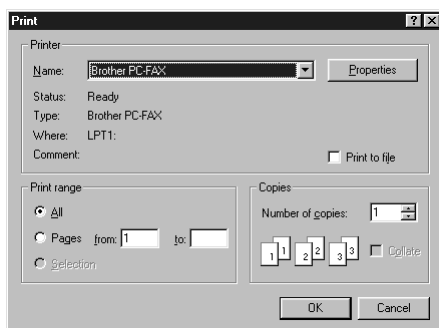 Print
Printer
Name: Brother PC-FAX Properties
Status: Ready
Type: Brother PC-FAX
Where: LPT1:
Comment: Print to file
Print range
All
Pages from: 1 to:
Selection
Copies
Number of copies: 1
1 1 2 2 3 3 Collate
OK Cancel